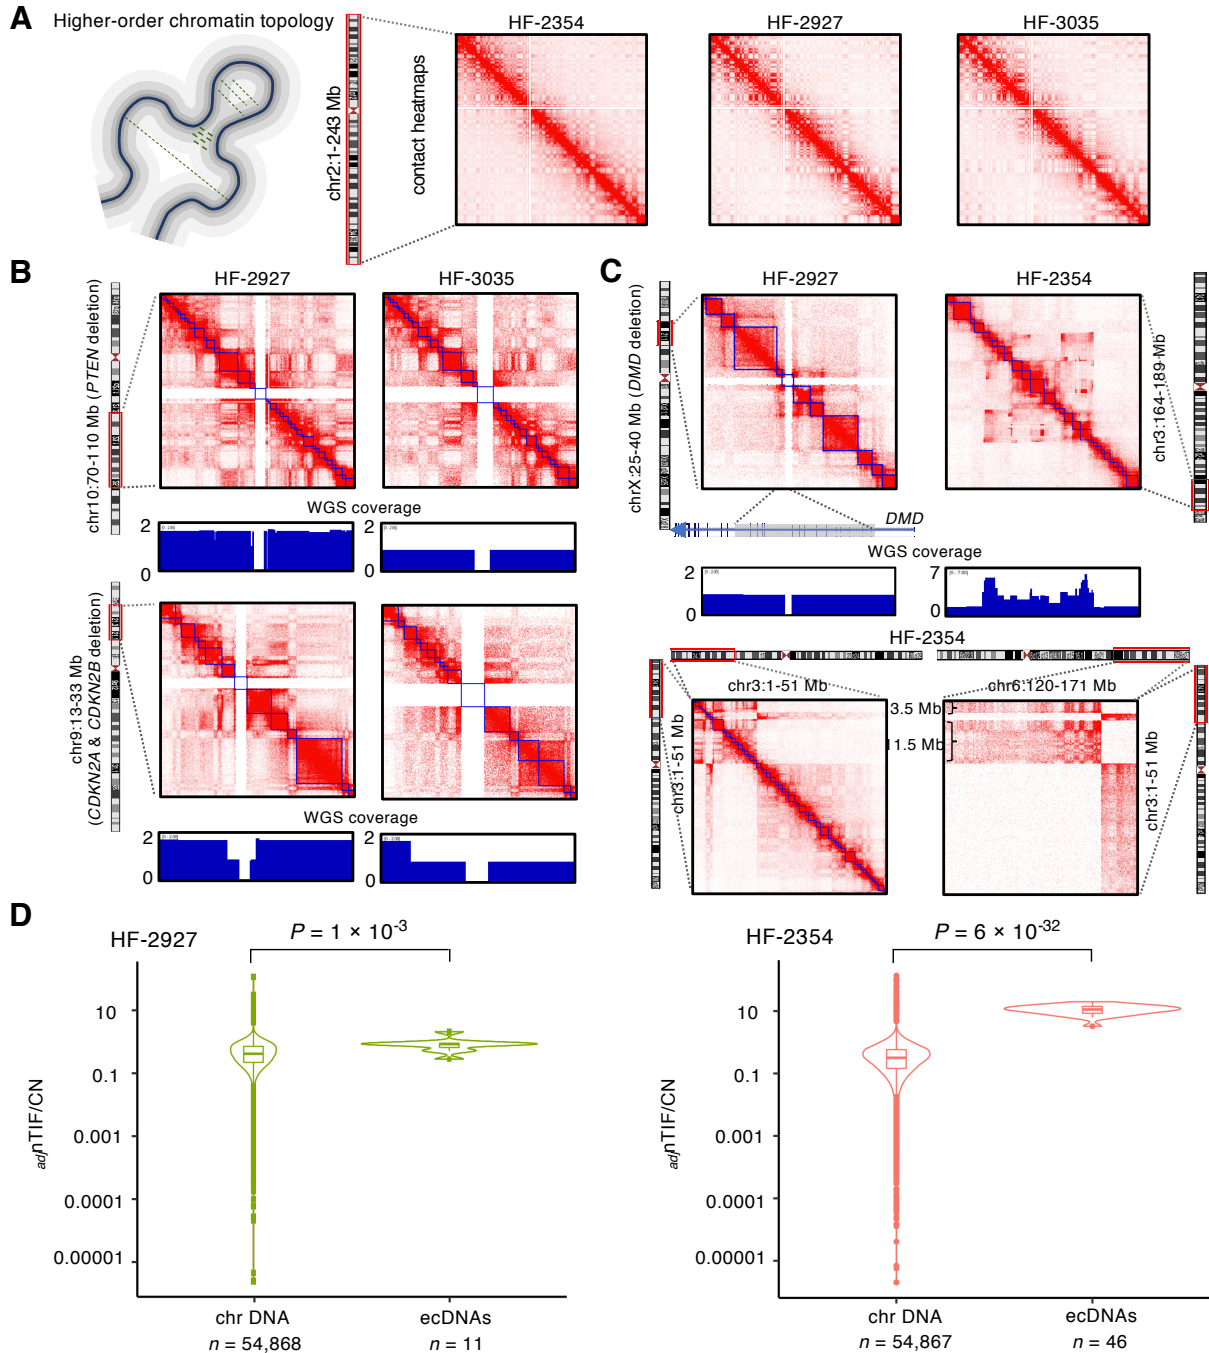 A
Higher-order chromatin topology
chr2:1-243 Mb
contact heatmaps
HF-2354
HF-2927
HF-3035
B
HF-2927
HF-3035
chr10:70-110 Mb (PTEN deletion)
WGS coverage
2
0
2
0
chr9:13-33 Mb
(CDKN2A & CDKN2B deletion)
WGS coverage
2
0
2
0
C
HF-2927
HF-2354
chrX:25-40 Mb (DMD deletion)
chr3:164-189 Mb
DMD
WGS coverage
2
0
7
0
HF-2354
chr3:1-51 Mb
chr6:120-171 Mb
chr3:1-51 Mb
3.5 Mb
11.5 Mb
chr3:1-51 Mb
D
HF-2927
P = 1 × 10-3
adjnTIF/CN
10
0.1
0.001
0.0001
0.00001
chr DNA
n = 54,868
ecDNAs
n = 11
HF-2354
P = 6 × 10-32
adjnTIF/CN
10
0.1
0.001
0.0001
0.00001
chr DNA
n = 54,867
ecDNAs
n = 46